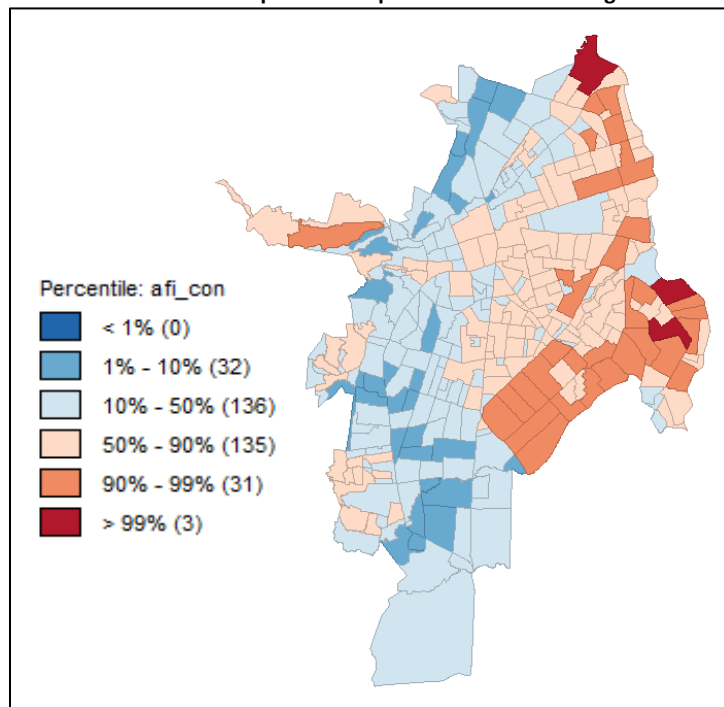 Percentile: afi_con
< 1% (0)
1% - 10% (32)
10% - 50% (136)
50% - 90% (135)
90% - 99% (31)
> 99% (3)